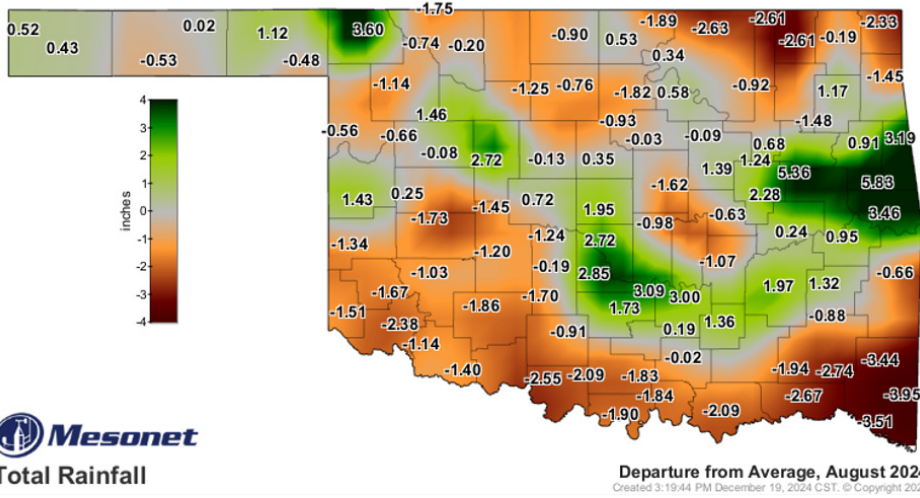 -1.75
0.52 0.02 3.60 -1.89 -2.61 -2.33
0.43 1.12 -0.74 -0.20 -0.90 0.53 -2.63 -2.61 -0.19
-0.53 -0.48 0.34
-1.14 -1.25 -0.76 -1.82 0.58 -0.92 1.17 -1.45
4
1.46 -0.93 -1.48
3 -0.56 -0.66 -0.03 -0.09 0.68 0.91 3.19
2 -0.08 2.72 -0.13 0.35 1.39 1.24 5.36
1 1.43 0.25 -1.62 2.28 5.83
inches
0 -1.73 -1.45 0.72 1.95 -0.98 -0.63 3.46
-1 -1.34 -1.20 -1.24 2.72 -1.07 0.24 0.95
-2 -1.03 -0.19 2.85 -0.66
-3 -1.67 -1.86 -1.70 1.73 3.09 3.00 1.97 1.32
-4 -1.51 -2.38 -0.91 0.19 1.36 -0.88
-1.14 -0.02
-1.40 -2.55 -2.09 -1.83 -1.94 -2.74 -3.44
-1.84 -2.67 -3.95
-1.90 -2.09 -3.51
Mesonet
Total Rainfall
Departure from Average, August 202
Created 3:19:44 PM December 19, 2024 CST. © Copyright 202